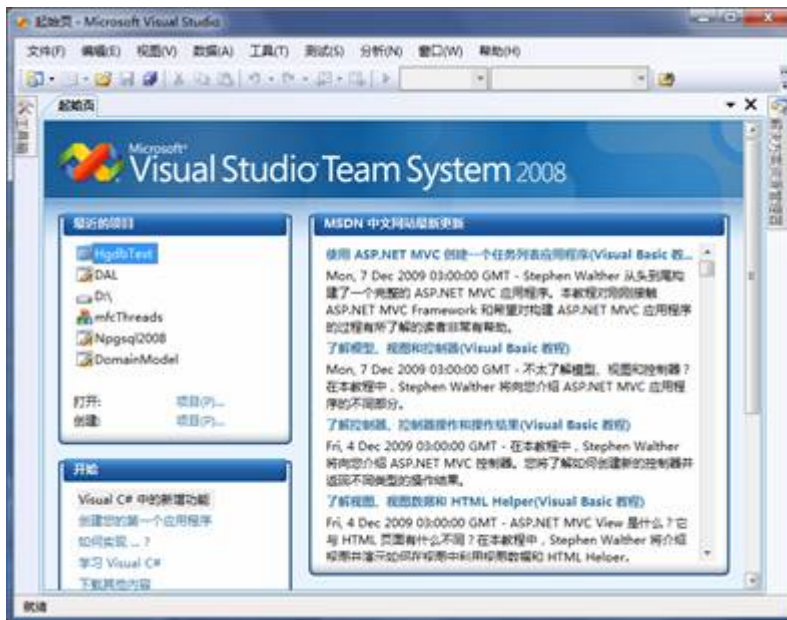 起始页 - Microsoft Visual Studio
文件(F) 编辑(E) 视图(V) 数据(A) 工具(T) 测试(S) 分析(N) 窗口(W) 帮助(H)
起始页
工具箱
Microsoft
Visual Studio Team System 2008
最近的项目
HgdbTest
DAL
D:\
mfcThreads
Npgsql2008
DomainModel
打开: 项目(P)...
创建: 项目(P)...
开始
Visual C# 中的新增功能
创建您的第一个应用程序
如何实现 ... ?
学习 Visual C#
下载其他内容
MSDN 中文网站最新更新
使用 ASP.NET MVC 创建一个任务列表应用程序(Visual Basic 教...
Mon, 7 Dec 2009 03:00:00 GMT - Stephen Walther 从头到尾构
建了一个完整的 ASP.NET MVC 应用程序。本教程对刚刚接触
ASP.NET MVC Framework 和希望对构建 ASP.NET MVC 应用程序
的过程有所了解的读者非常有帮助。
了解模型、视图和控制器(Visual Basic 教程)
Mon, 7 Dec 2009 03:00:00 GMT - 不太了解模型、视图和控制器?
在本教程中，Stephen Walther 将向您介绍 ASP.NET MVC 应用程
序的不同部分。
了解控制器、控制器操作和操作结果(Visual Basic 教程)
Fri, 4 Dec 2009 03:00:00 GMT - 在本教程中，Stephen Walther
将向您介绍 ASP.NET MVC 控制器。您将了解如何创建新的控制器并
返回不同类型的操作结果。
了解视图、视图数据和 HTML Helper(Visual Basic 教程)
Fri, 4 Dec 2009 03:00:00 GMT - ASP.NET MVC View 是什么？它
与 HTML 页面有什么不同？在本教程中，Stephen Walther 将介绍
视图并演示如何在视图中利用视图数据和 HTML Helper。
就绪